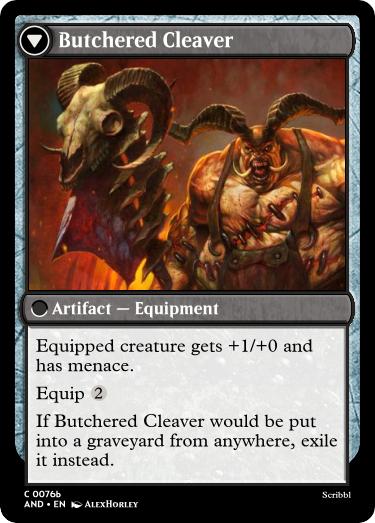 Butchered Cleaver
Artifact — Equipment
Equipped creature gets +1/+0 and
has menace.
Equip 2
If Butchered Cleaver would be put
into a graveyard from anywhere, exile
it instead.
C 0076b
Scribbl
AND • EN AlexHorley